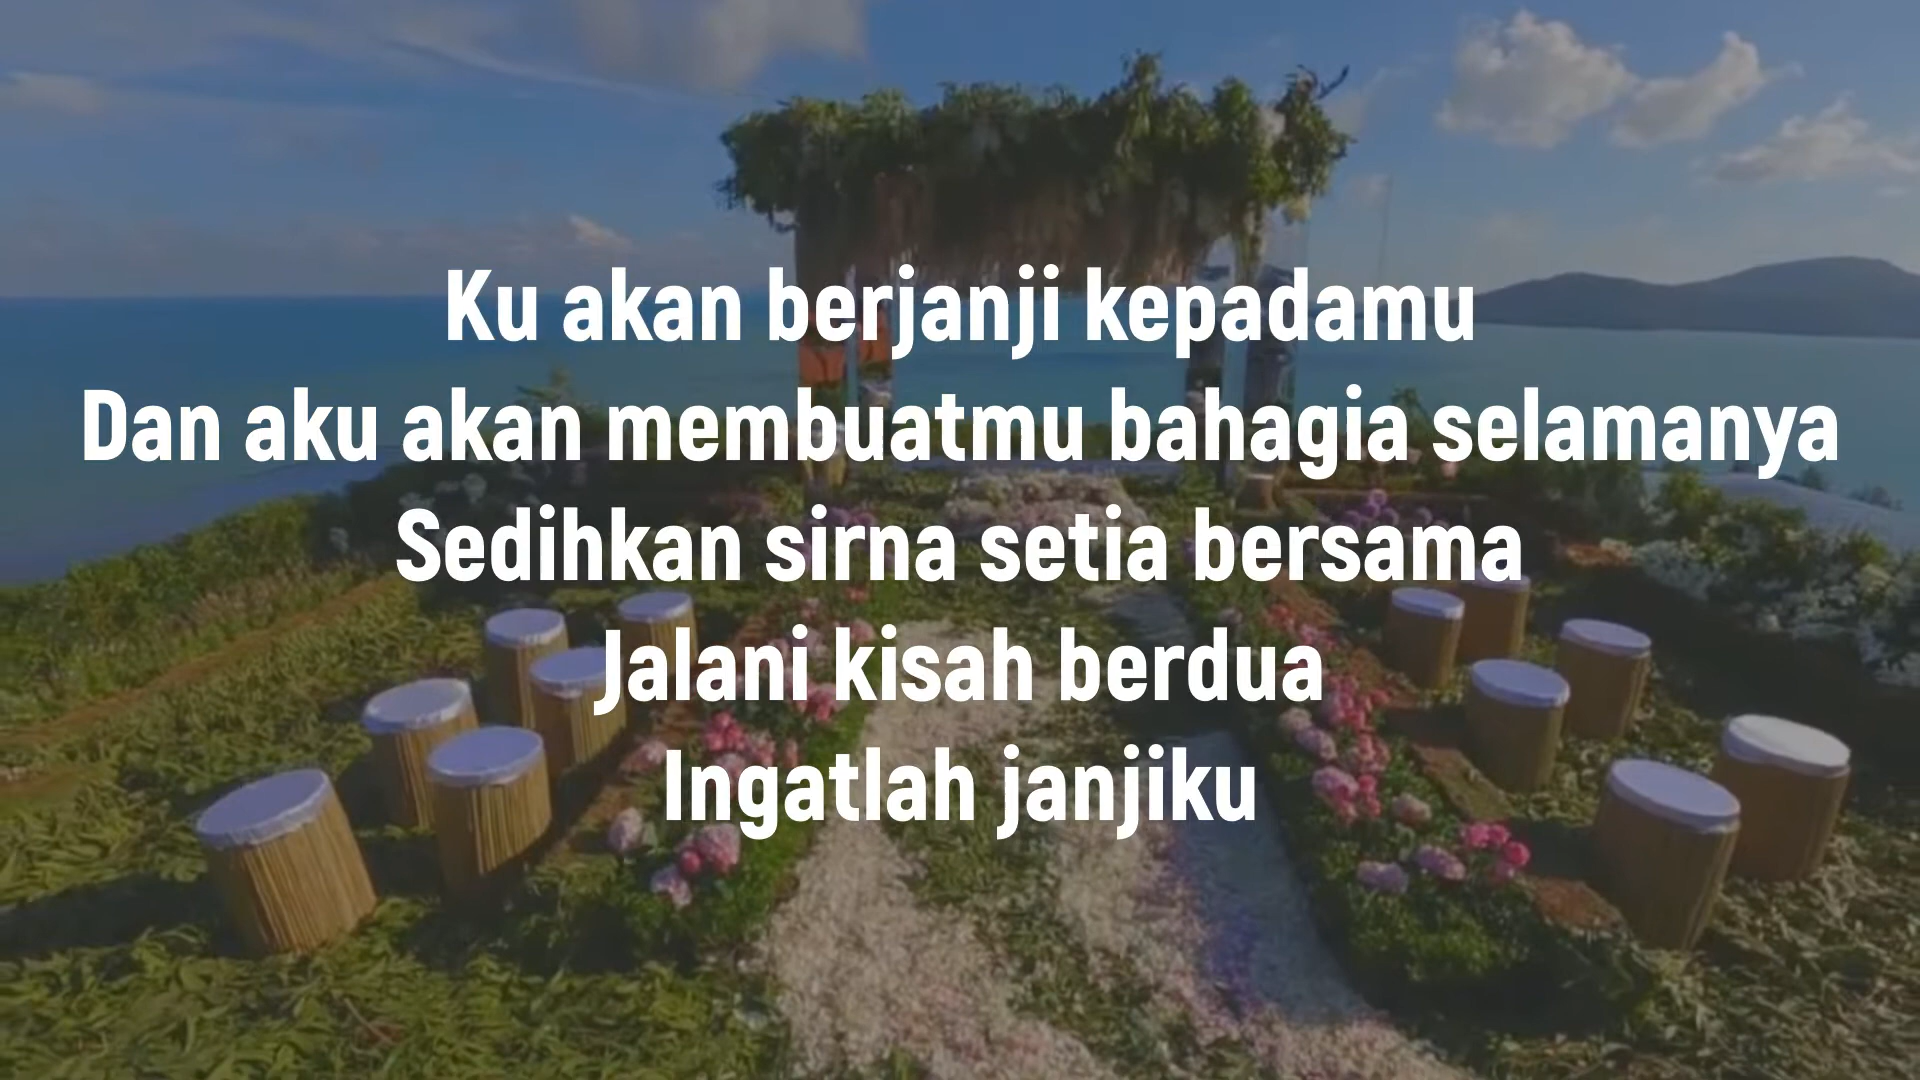 Ku akan berjanji kepadamu
Dan aku akan membuatmu bahagia selamanya
Sedihkan sirna setia bersama
Jalani kisah berdua
Ingatlah janjiku